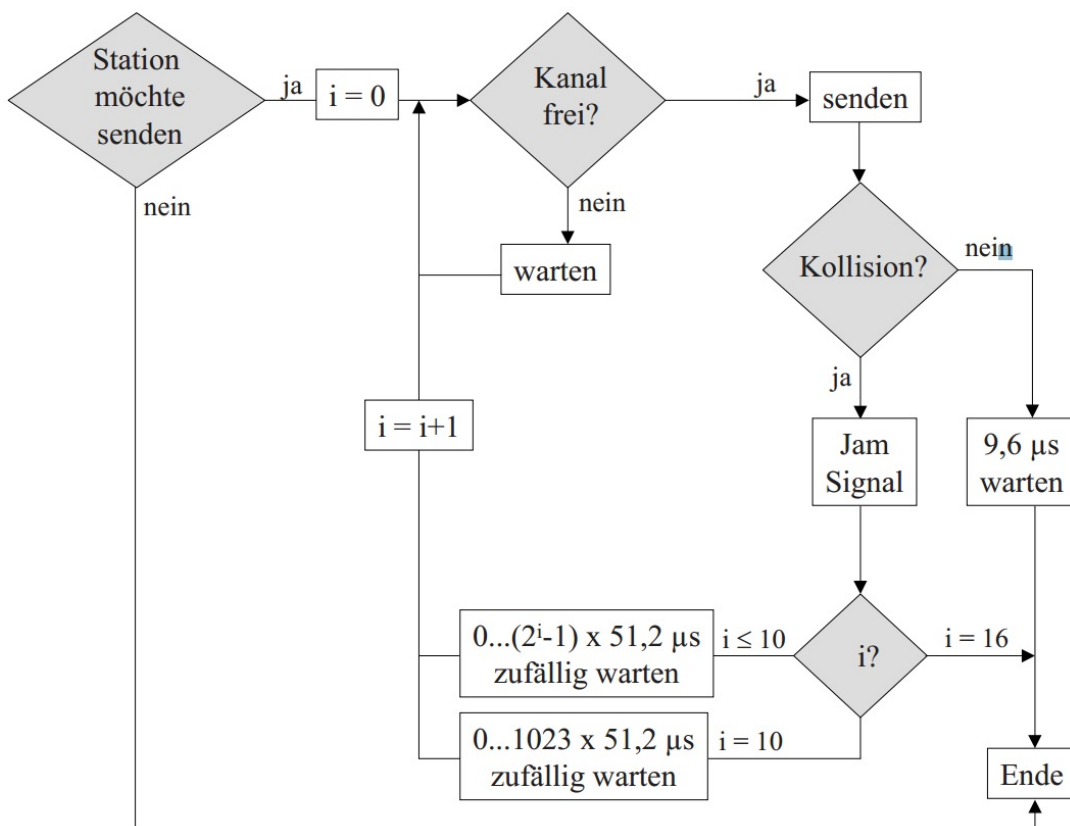 Station
möchte
senden
ja
i = 0
Kanal
frei?
ja
senden
nein
nein
warten
Kollision?
nein
ja
i = i+1
Jam
Signal
9,6 µs
warten
0...(2ⁱ-1) x 51,2 µs
zufällig warten
i ≤ 10
i?
i = 16
0...1023 x 51,2 µs
zufällig warten
i = 10
Ende